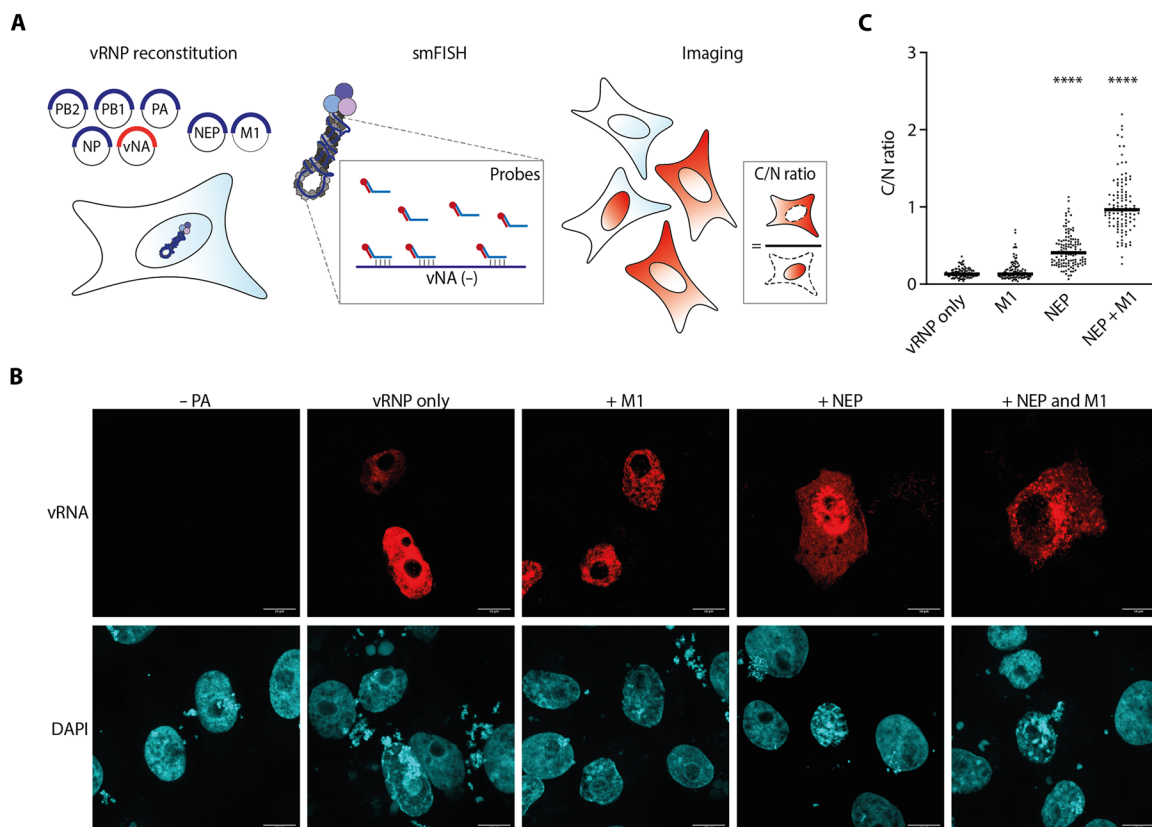 A
vRNP reconstitution
PB2
PB1
PA
NEP
M1
NP
vNA
smFISH
Probes
vNA (–)
Imaging
C/N ratio
=
C
C/N ratio
3
2
1
0
****
****
vRNP only
M1
NEP
NEP + M1
B
– PA
vRNP only
+ M1
+ NEP
+ NEP and M1
vRNA
DAPI